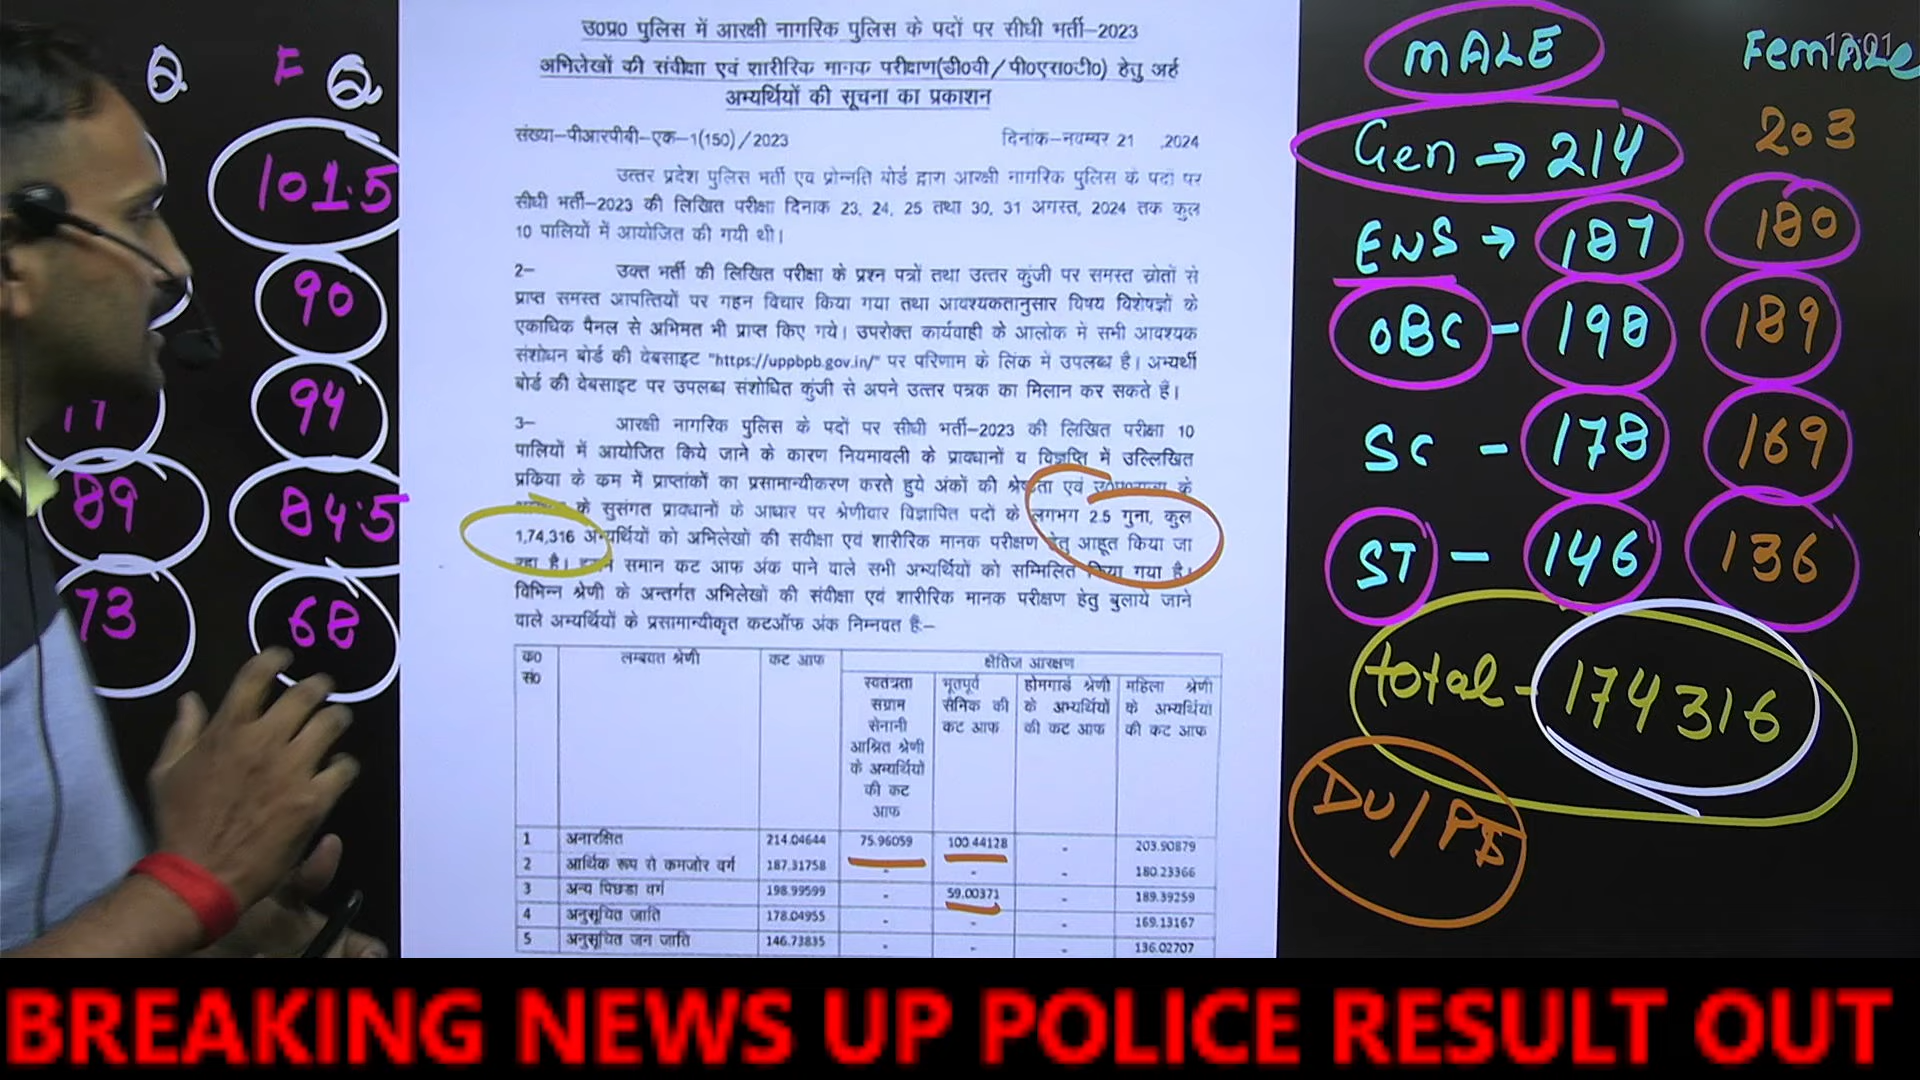 Q
F Q
101.5
90
94
89
84.5
73
68
उ०प्र० पुलिस में आरक्षी नागरिक पुलिस के पदों पर सीधी भर्ती–2023
अभिलेखों की संवीक्षा एवं शारीरिक मानक परीक्षण(डी०वी/पी०एस०टी०) हेतु अर्ह
अभ्यर्थियों की सूचना का प्रकाशन
संख्या–पीआरपीबी–एक–1(150)/2023 दिनांक–नवम्बर 21 ,2024
उत्तर प्रदेश पुलिस भर्ती एवं प्रोन्नति बोर्ड द्वारा आरक्षी नागरिक पुलिस के पदों पर
सीधी भर्ती–2023 की लिखित परीक्षा दिनांक 23, 24, 25 तथा 30, 31 अगस्त, 2024 तक कुल
10 पालियों में आयोजित की गयी थी।
2– उक्त भर्ती की लिखित परीक्षा के प्रश्न पत्रों तथा उत्तर कुंजी पर समस्त स्रोतों से
प्राप्त समस्त आपत्तियों पर गहन विचार किया गया तथा आवश्यकतानुसार विषय विशेषज्ञों के
एकाधिक पैनल से अभिमत भी प्राप्त किए गये। उपरोक्त कार्यवाही के आलोक में सभी आवश्यक
संशोधन बोर्ड की वेबसाइट "https://uppbpb.gov.in/" पर परिणाम के लिंक में उपलब्ध है। अभ्यर्थी
बोर्ड की वेबसाइट पर उपलब्ध संशोधित कुंजी से अपने उत्तर पत्रक का मिलान कर सकते हैं।
3– आरक्षी नागरिक पुलिस के पदों पर सीधी भर्ती–2023 की लिखित परीक्षा 10
पालियों में आयोजित किये जाने के कारण नियमावली के प्रावधानों व विज्ञप्ति में उल्लिखित
प्रकिया के कम में प्राप्तांकों का प्रसामान्यीकरण करते हुये अंकों की श्रेष्ठता एवं के
के सुसंगत प्रावधानों के आधार पर श्रेणीवार विज्ञापित पदों के लगभग 2.5 गुना, कुल
1,74,316 अभ्यर्थियों को अभिलेखों की सवीक्षा एवं शारीरिक मानक परीक्षण हेतु आहूत किया जा
रहा है। समान कट आफ अंक पाने वाले सभी अभ्यर्थियों को सम्मिलित किया गया है।
विभिन्न श्रेणी के अन्तर्गत अभिलेखों की संवीक्षा एवं शारीरिक मानक परीक्षण हेतु बुलाये जाने
वाले अभ्यर्थियों के प्रसामान्यीकृत कटऑफ अंक निम्नवत हैः–
क० सं० लम्बवत श्रेणी कट आफ क्षैतिज आरक्षण
स्वतंत्रता सग्राम सेनानी आश्रित श्रेणी के अभ्यर्थियों की कट आफ
भूतपूर्व सैनिक की कट आफ
होमगार्ड श्रेणी के अभ्यर्थियों की कट आफ
महिला श्रेणी के अभ्यर्थियों की कट आफ
1 अनारक्षित 214.04644 75.96059 100.44128 - 203.90879
2 आर्थिक रूप से कमजोर वर्ग 187.31758 - - - 180.23366
3 अन्य पिछडा वर्ग 198.99599 - 59.00371 - 189.39259
4 अनुसूचित जाति 178.04955 - - - 169.13167
5 अनुसूचित जन जाति 146.73835 - - - 136.02707
MALE FemALe
Gen → 214 203
ENS → 187 180
OBC - 198 189
SC - 178 169
ST - 146 136
total - 174316
DU/PS
BREAKING NEWS UP POLICE RESULT OUT